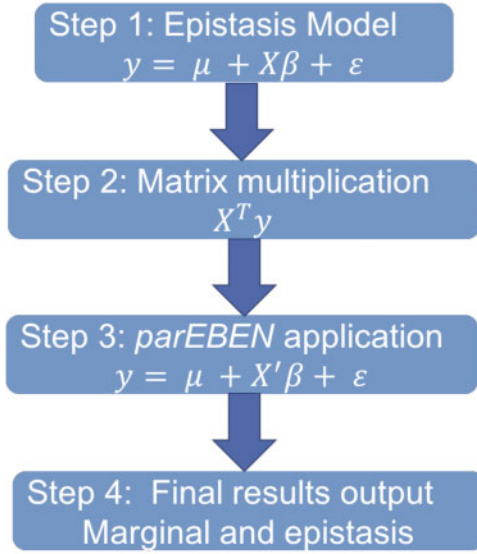 Step 1: Epistasis Model
y = μ + Xβ + ε
Step 2: Matrix multiplication
Xᵀy
Step 3: parEBEN application
y = μ + X′β + ε
Step 4: Final results output
Marginal and epistasis